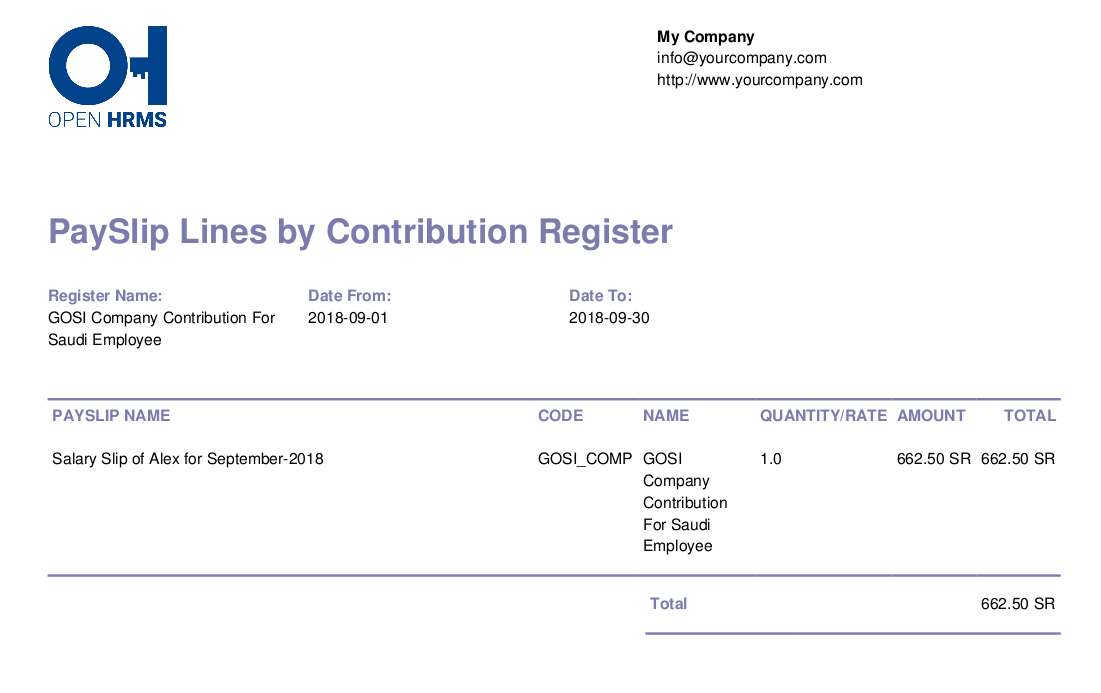 OPEN HRMS
My Company
info@yourcompany.com
http://www.yourcompany.com
PaySlip Lines by Contribution Register
Register Name: Date From: Date To:
GOSI Company Contribution For 2018-09-01 2018-09-30
Saudi Employee
PAYSLIP NAME CODE NAME QUANTITY/RATE AMOUNT TOTAL
Salary Slip of Alex for September-2018 GOSI_COMP GOSI 1.0 662.50 SR 662.50 SR
Company
Contribution
For Saudi
Employee
Total 662.50 SR